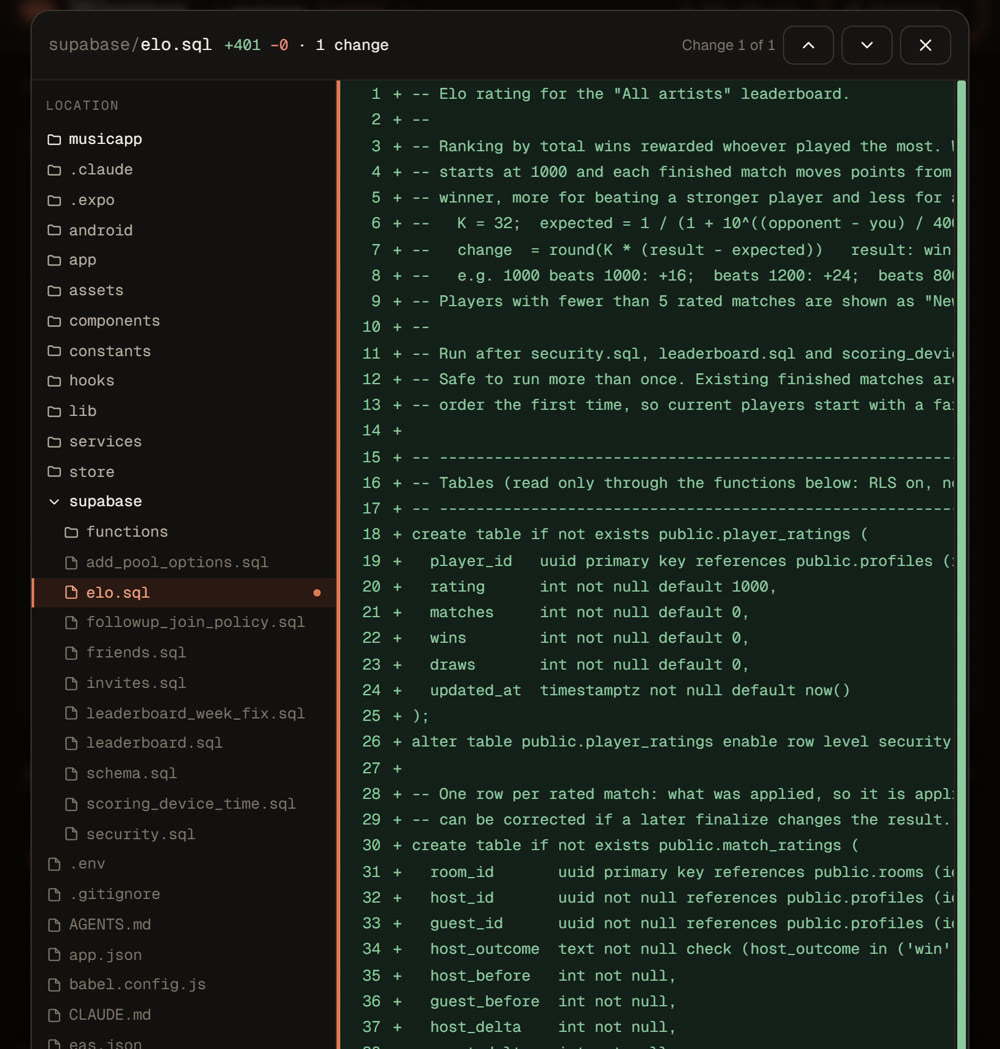 supabase/elo.sql +401 -0 · 1 change
Change 1 of 1
LOCATION
musicapp
.claude
.expo
android
app
assets
components
constants
hooks
lib
services
store
supabase
functions
add_pool_options.sql
elo.sql
followup_join_policy.sql
friends.sql
invites.sql
leaderboard_week_fix.sql
leaderboard.sql
schema.sql
scoring_device_time.sql
security.sql
.env
.gitignore
AGENTS.md
app.json
babel.config.js
CLAUDE.md
eas.json
1 + -- Elo rating for the "All artists" leaderboard.
2 + --
3 + -- Ranking by total wins rewarded whoever played the most.
4 + -- starts at 1000 and each finished match moves points from
5 + -- winner, more for beating a stronger player and less for
6 + --   K = 32;  expected = 1 / (1 + 10^((opponent - you) / 40
7 + --   change  = round(K * (result - expected))   result: win
8 + --   e.g. 1000 beats 1000: +16;  beats 1200: +24;  beats 80
9 + -- Players with fewer than 5 rated matches are shown as "Ne
10 + --
11 + -- Run after security.sql, leaderboard.sql and scoring_devi
12 + -- Safe to run more than once. Existing finished matches ar
13 + -- order the first time, so current players start with a fa
14 +
15 + -- --------------------------------------------------------
16 + -- Tables (read only through the functions below: RLS on, n
17 + -- --------------------------------------------------------
18 + create table if not exists public.player_ratings (
19 +   player_id   uuid primary key references public.profiles (
20 +   rating      int not null default 1000,
21 +   matches     int not null default 0,
22 +   wins        int not null default 0,
23 +   draws       int not null default 0,
24 +   updated_at  timestamptz not null default now()
25 + );
26 + alter table public.player_ratings enable row level security
27 +
28 + -- One row per rated match: what was applied, so it is appl
29 + -- can be corrected if a later finalize changes the result.
30 + create table if not exists public.match_ratings (
31 +   room_id       uuid primary key references public.rooms (i
32 +   host_id       uuid not null references public.profiles (i
33 +   guest_id      uuid not null references public.profiles (i
34 +   host_outcome  text not null check (host_outcome in ('win'
35 +   host_before   int not null,
36 +   guest_before  int not null,
37 +   host_delta    int not null,